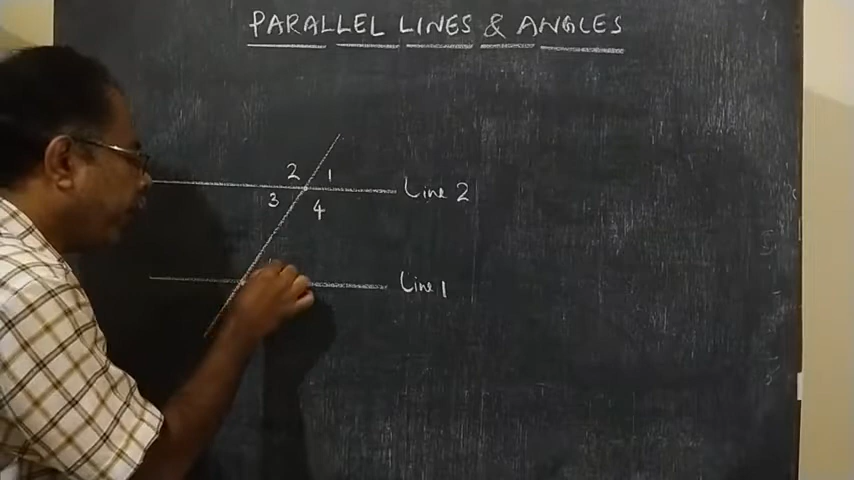 PARALLEL LINES & ANGLES
2 1
Line 2
3 4
Line 1